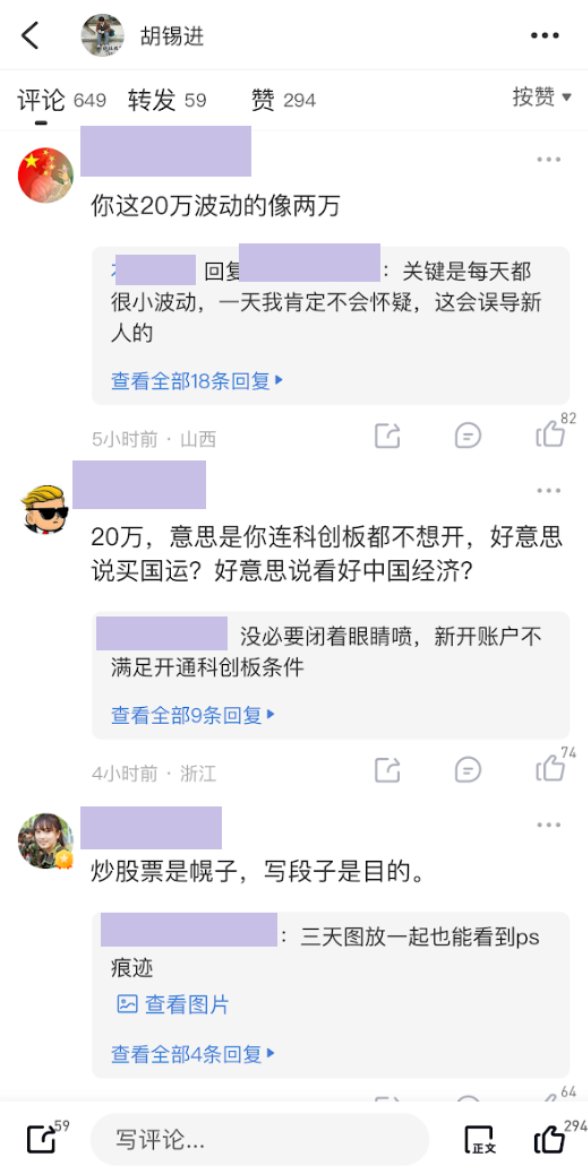 胡锡进
评论 649 转发 59 赞 294 按赞
你这20万波动的像两万
回复 ：关键是每天都
很小波动，一天我肯定不会怀疑，这会误导新
人的
查看全部18条回复
5小时前 · 山西
82
20万，意思是你连科创板都不想开，好意思
说买国运？好意思说看好中国经济？
没必要闭着眼睛喷，新开账户不
满足开通科创板条件
查看全部9条回复
4小时前 · 浙江
74
炒股票是幌子，写段子是目的。
：三天图放一起也能看到ps
痕迹
查看图片
查看全部4条回复
64
59 写评论... 正文 294